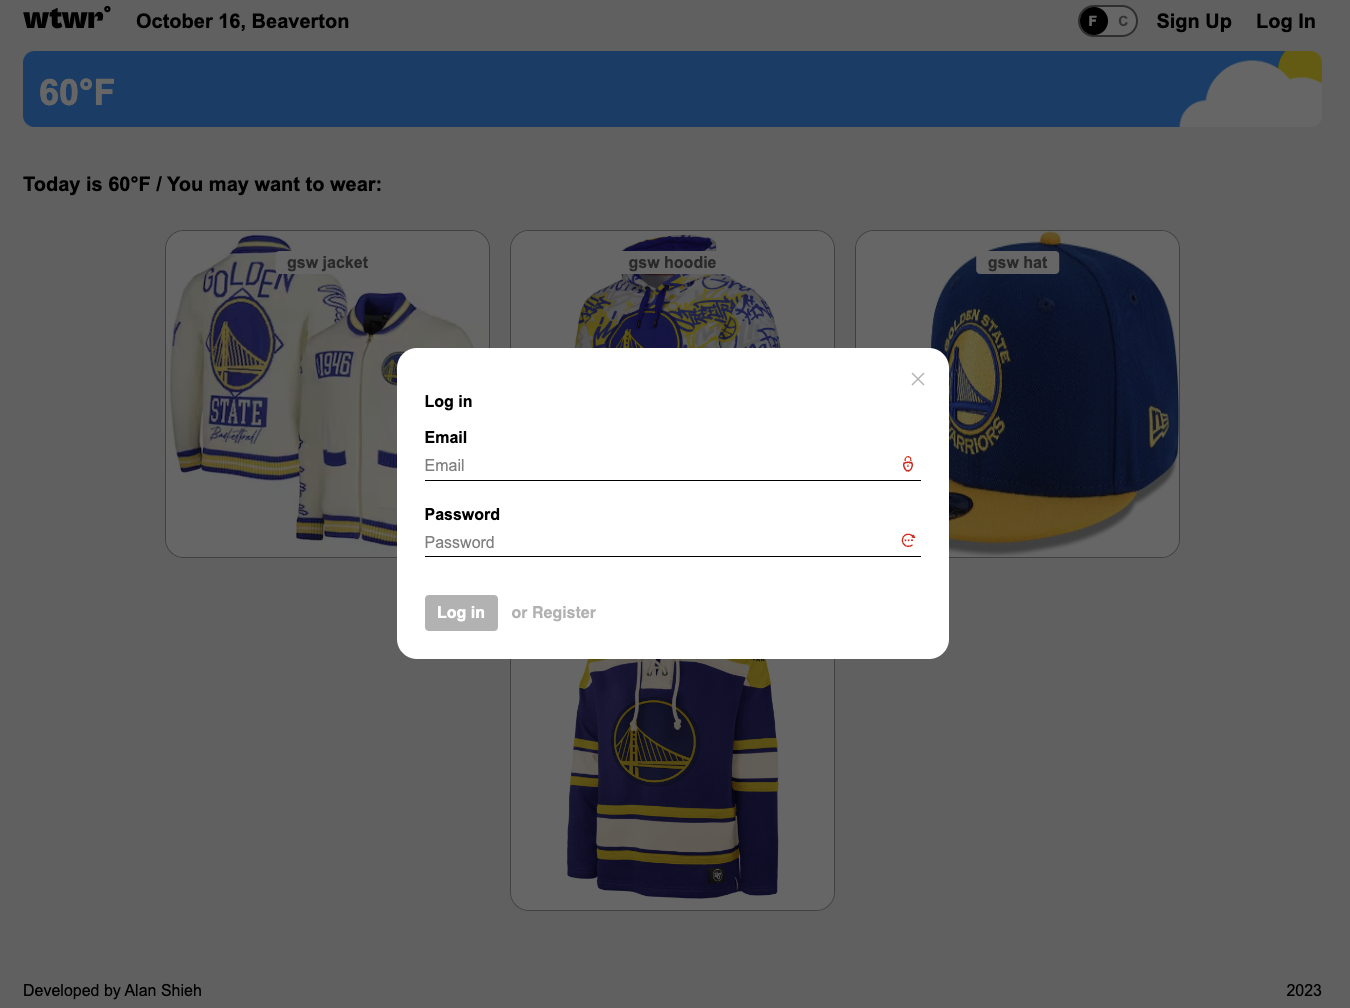 wtwr°
October 16, Beaverton
F C
Sign Up
Log In
60°F
Today is 60°F / You may want to wear:
gsw jacket
gsw hoodie
gsw hat
GOLDEN
STATE
Basketball
1946
GOLDEN STATE
WARRIORS
Log in
Email
Email
Password
Password
Log in
or Register
Developed by Alan Shieh
2023